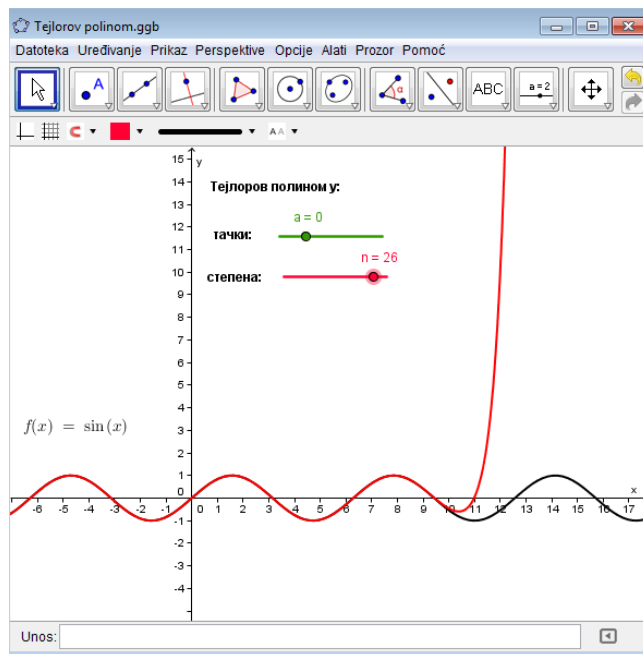 Tejlorov polinom.ggb
Datoteka Uređivanje Prikaz Perspektive Opcije Alati Prozor Pomoć
A α ABC a=2
A A
15 y
14 Тејлоров полином у:
13
a = 0
12 тачки:
11
n = 26
10 степена:
9
8
7
6
5
4
f(x) = sin(x)
3
2
1
0 x
-6 -5 -4 -3 -2 -1 0 1 2 3 4 5 6 7 8 9 10 11 12 13 14 15 16 17
-1
-2
-3
-4
Unos: